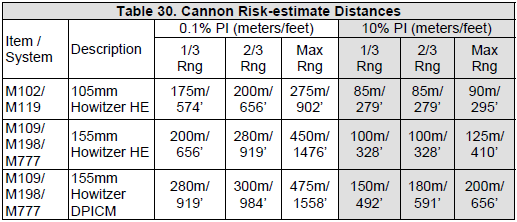 Table 30. Cannon Risk-estimate Distances
Item / System Description 0.1% PI (meters/feet) 10% PI (meters/feet)
1/3 Rng 2/3 Rng Max Rng 1/3 Rng 2/3 Rng Max Rng
M102/ 105mm 175m/ 200m/ 275m/ 85m/ 85m/ 90m/
M119 Howitzer HE 574' 656' 902' 279' 279' 295'
M109/ M198/ M777 155mm Howitzer HE 200m/ 656' 280m/ 919' 450m/ 1476' 100m/ 328' 100m/ 328' 125m/ 410'
M109/ M198/ M777 155mm Howitzer DPICM 280m/ 919' 300m/ 984' 475m/ 1558' 150m/ 492' 180m/ 591' 200m/ 656'